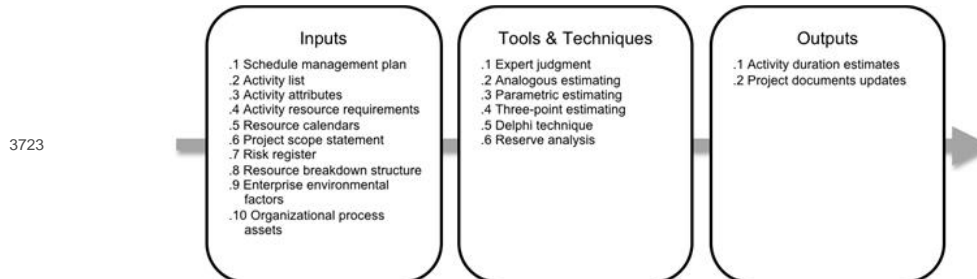 3723
Inputs
.1 Schedule management plan
.2 Activity list
.3 Activity attributes
.4 Activity resource requirements
.5 Resource calendars
.6 Project scope statement
.7 Risk register
.8 Resource breakdown structure
.9 Enterprise environmental
factors
.10 Organizational process
assets
Tools & Techniques
.1 Expert judgment
.2 Analogous estimating
.3 Parametric estimating
.4 Three-point estimating
.5 Delphi technique
.6 Reserve analysis
Outputs
.1 Activity duration estimates
.2 Project documents updates